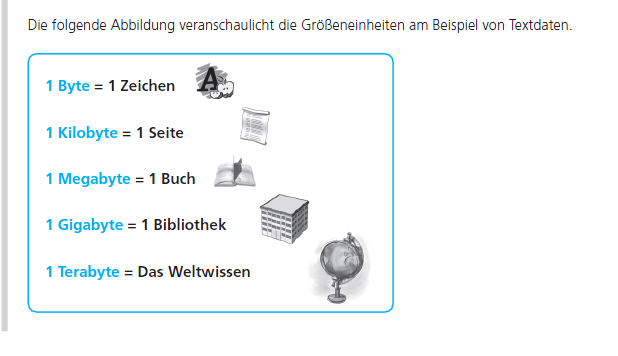 Die folgende Abbildung veranschaulicht die Größeneinheiten am Beispiel von Textdaten.
1 Byte = 1 Zeichen
A
1 Kilobyte = 1 Seite
1 Megabyte = 1 Buch
1 Gigabyte = 1 Bibliothek
1 Terabyte = Das Weltwissen